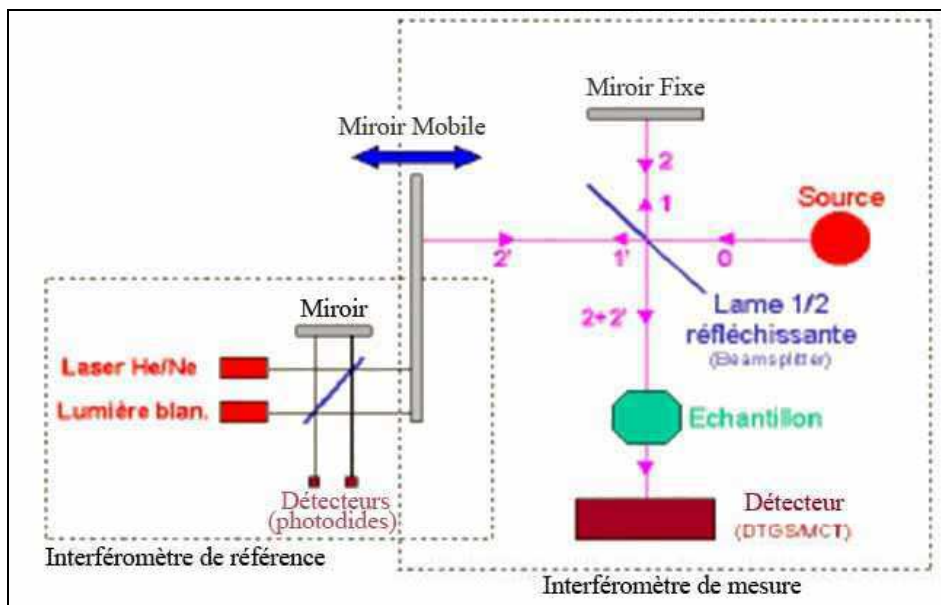 Miroir Fixe
Miroir Mobile
2
1
Source
2'
1'
0
Miroir
2+2'
Lame 1/2
réfléchissante
(Beamsplitter)
Laser He/Ne
Lumière blan.
Echantillon
Détecteurs
(photodides)
Détecteur
(DTGS/MCT)
Interféromètre de référence
Interféromètre de mesure